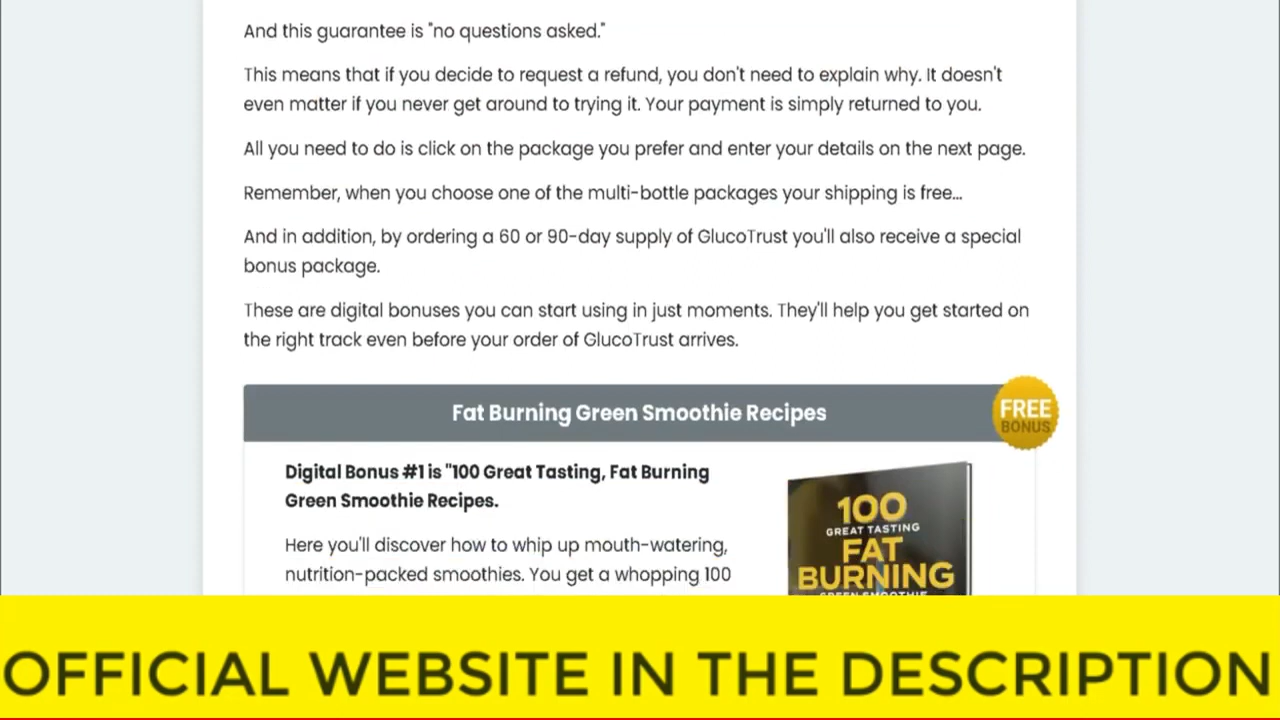 And this guarantee is "no questions asked."
This means that if you decide to request a refund, you don't need to explain why. It doesn't
even matter if you never get around to trying it. Your payment is simply returned to you.
All you need to do is click on the package you prefer and enter your details on the next page.
Remember, when you choose one of the multi-bottle packages your shipping is free...
And in addition, by ordering a 60 or 90-day supply of GlucoTrust you'll also receive a special
bonus package.
These are digital bonuses you can start using in just moments. They'll help you get started on
the right track even before your order of GlucoTrust arrives.
Fat Burning Green Smoothie Recipes
FREE
BONUS
Digital Bonus #1 is "100 Great Tasting, Fat Burning
Green Smoothie Recipes.
Here you'll discover how to whip up mouth-watering,
nutrition-packed smoothies. You get a whopping 100
100
GREAT TASTING
FAT
BURNING
GREEN SMOOTHIE
OFFICIAL WEBSITE IN THE DESCRIPTION